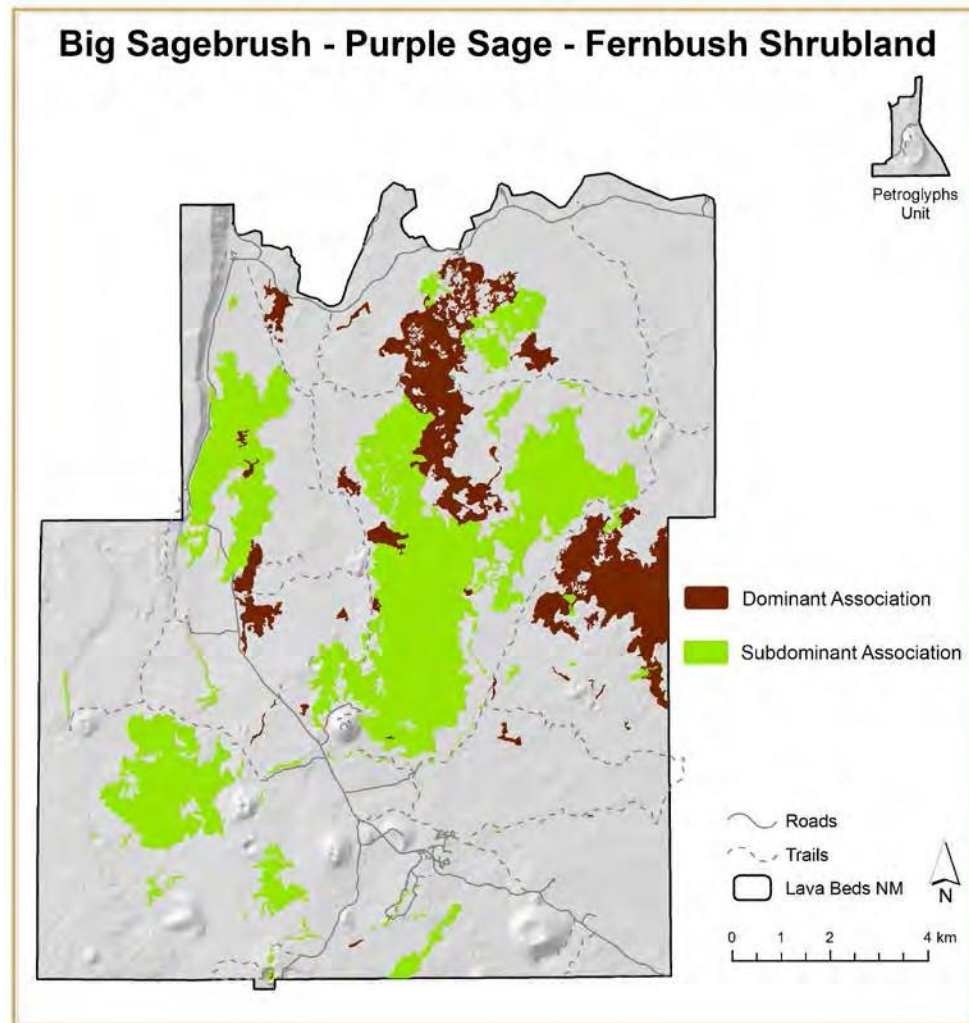 Big Sagebrush - Purple Sage - Fernbush Shrubland
Petroglyphs
Unit
Dominant Association
Subdominant Association
Roads
Trails
Lava Beds NM
N
0 1 2 4 km